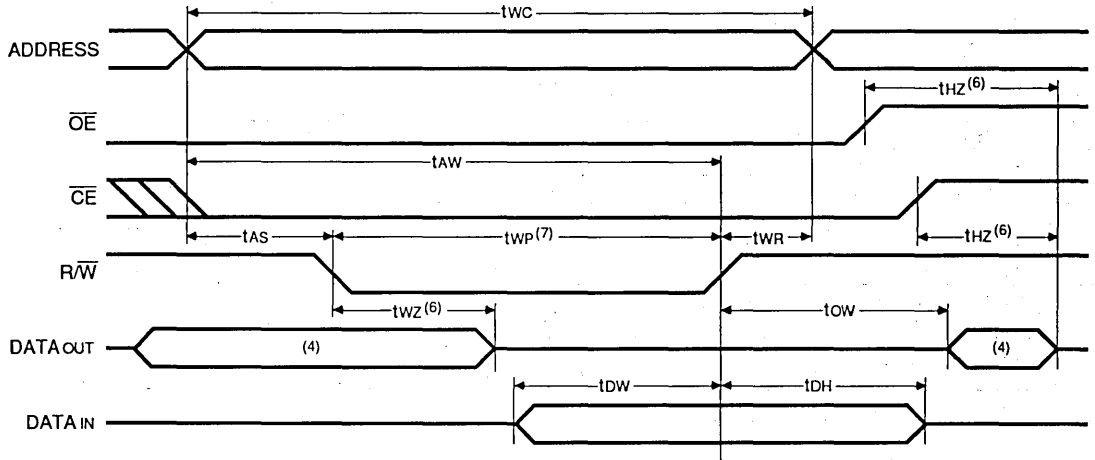 tWC
ADDRESS
tHZ(6)
OE
tAW
CE
tAS tWP(7) tWR tHZ(6)
R/W
tWZ(6) tOW
DATAOUT (4) (4)
tDW tDH
DATAIN